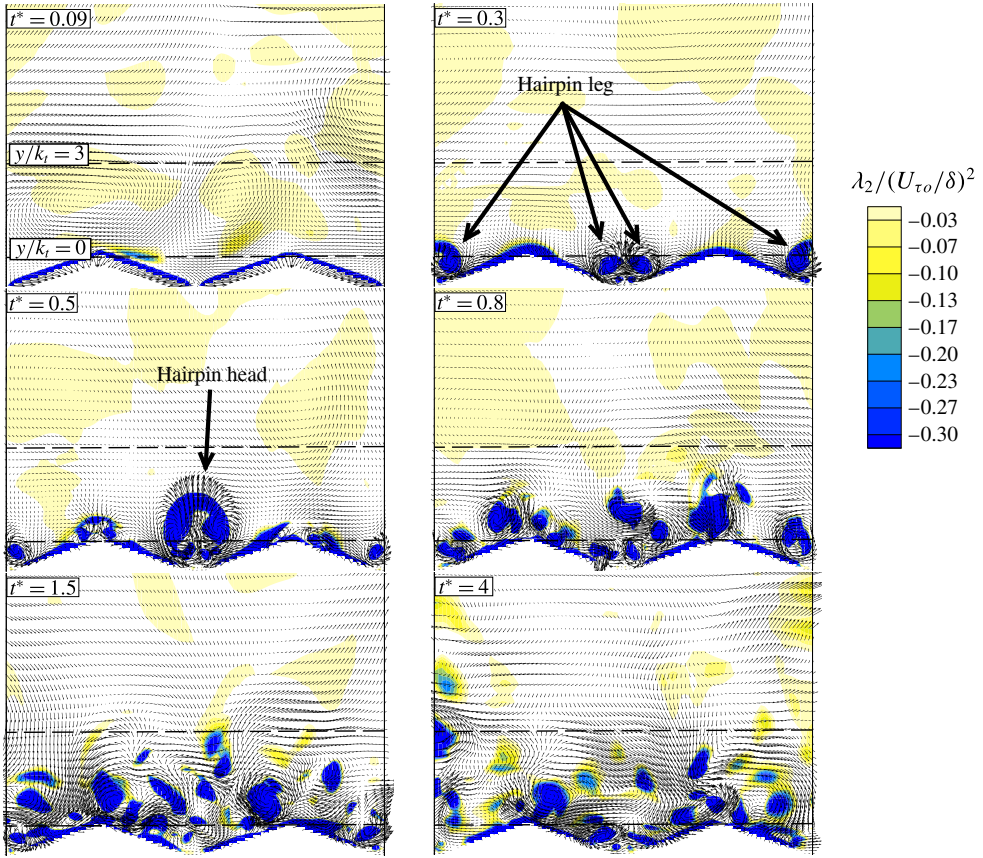 t* = 0.09
y/kₜ = 3
y/kₜ = 0
t* = 0.3
Hairpin leg
t* = 0.5
Hairpin head
t* = 0.8
t* = 1.5
t* = 4
λ₂/(U_τo/δ)²
–0.03
–0.07
–0.10
–0.13
–0.17
–0.20
–0.23
–0.27
–0.30